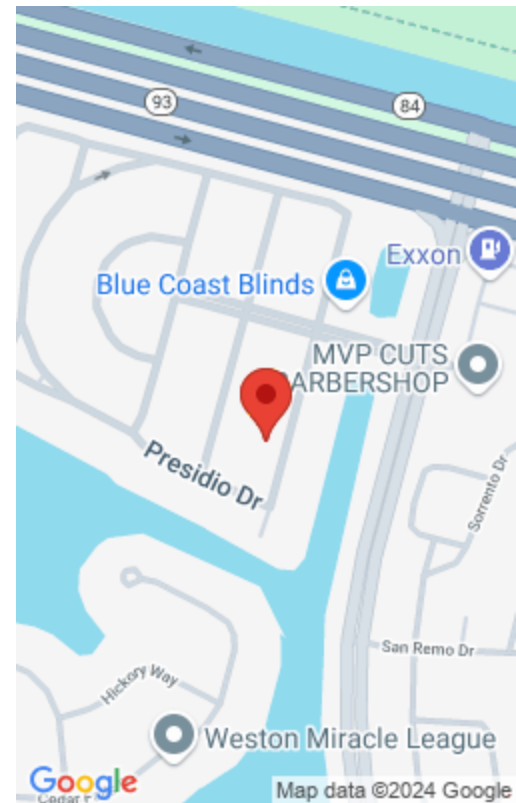 93
84
Exxon
Blue Coast Blinds
MVP CUTS
BARBERSHOP
Presidio Dr
Sorrento Dr
San Remo Dr
Hickory Way
Weston Miracle League
Google
Map data ©2024 Google